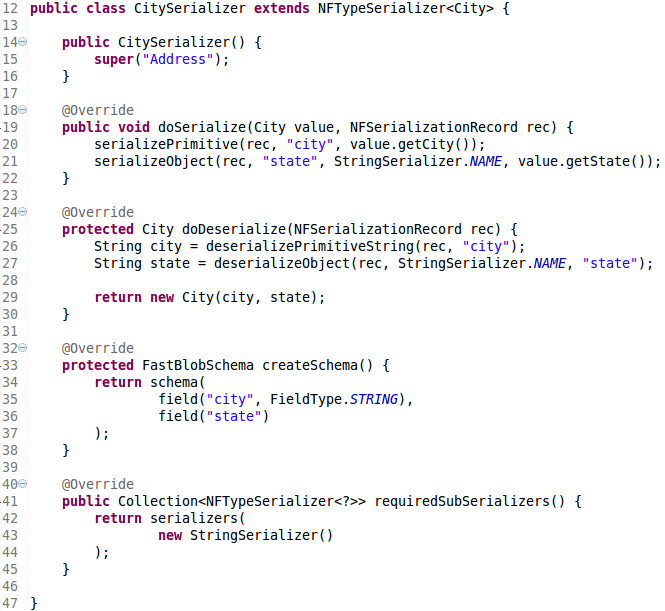 12 public class CitySerializer extends NFTypeSerializer<City> {
13
14 public CitySerializer() {
15 super("Address");
16 }
17
18 @Override
19 public void doSerialize(City value, NFSerializationRecord rec) {
20 serializePrimitive(rec, "city", value.getCity());
21 serializeObject(rec, "state", StringSerializer.NAME, value.getState());
22 }
23
24 @Override
25 protected City doDeserialize(NFSerializationRecord rec) {
26 String city = deserializePrimitiveString(rec, "city");
27 String state = deserializeObject(rec, StringSerializer.NAME, "state");
28
29 return new City(city, state);
30 }
31
32 @Override
33 protected FastBlobSchema createSchema() {
34 return schema(
35 field("city", FieldType.STRING),
36 field("state")
37 );
38 }
39
40 @Override
41 public Collection<NFTypeSerializer<?>> requiredSubSerializers() {
42 return serializers(
43 new StringSerializer()
44 );
45 }
46
47 }